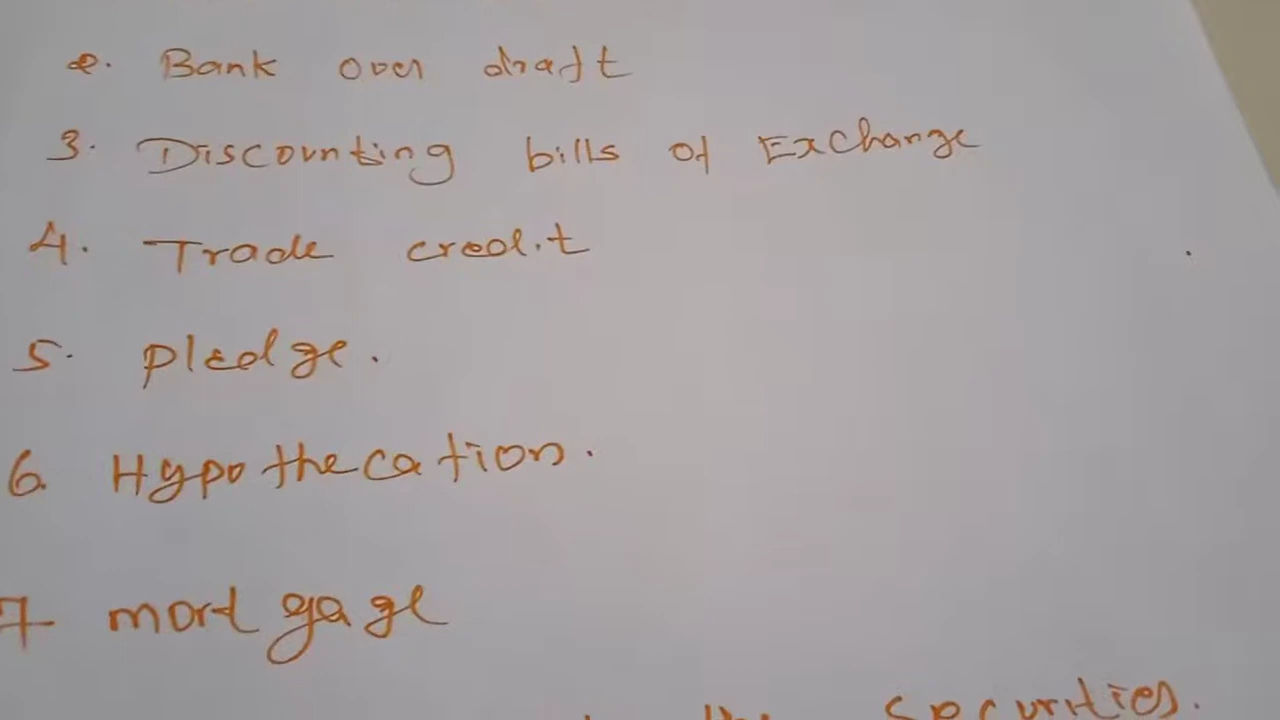 2. Bank over draft
3. Discounting bills of Exchange
4. Trade credit
5. pledge.
6. Hypothecation.
7 mortgage
the securities.